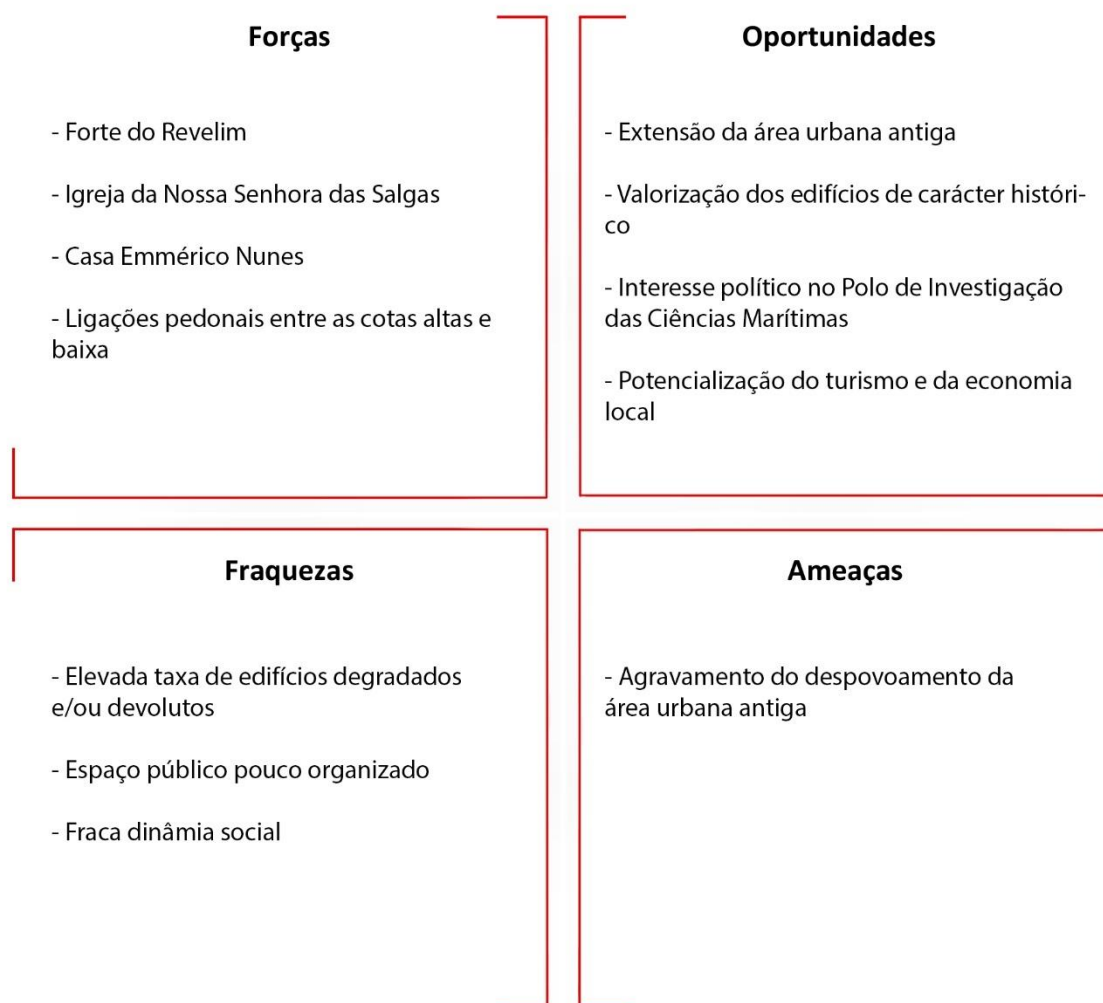 Forças
- Forte do Revelim
- Igreja da Nossa Senhora das Salgas
- Casa Emmérico Nunes
- Ligações pedonais entre as cotas altas e
baixa
Oportunidades
- Extensão da área urbana antiga
- Valorização dos edifícios de carácter históri-
co
- Interesse político no Polo de Investigação
das Ciências Marítimas
- Potencialização do turismo e da economia
local
Fraquezas
- Elevada taxa de edifícios degradados
e/ou devolutos
- Espaço público pouco organizado
- Fraca dinâmia social
Ameaças
- Agravamento do despovoamento da
área urbana antiga